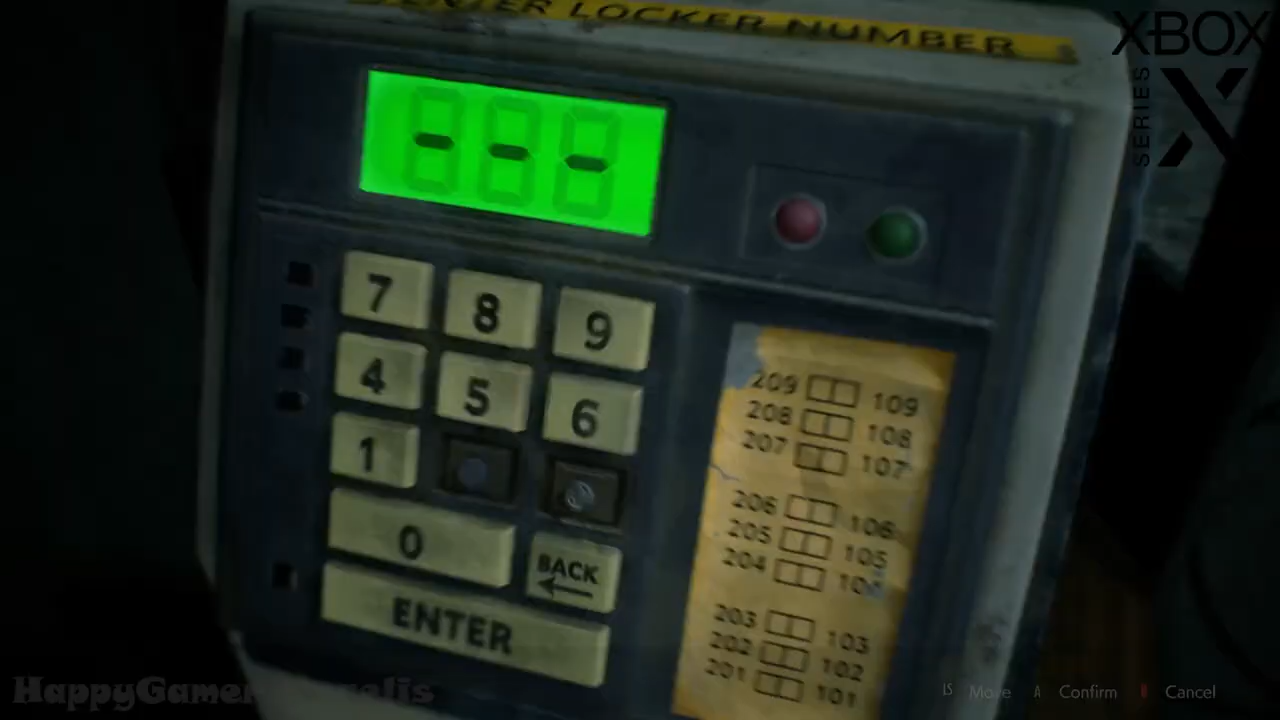 ENTER LOCKER NUMBER
XBOX
SERIES X
7 8 9
4 5 6
1
0 BACK
ENTER
209 109
208 108
207 107
206 106
205 105
204
203 103
202 102
201 101
LS Move A Confirm B Cancel